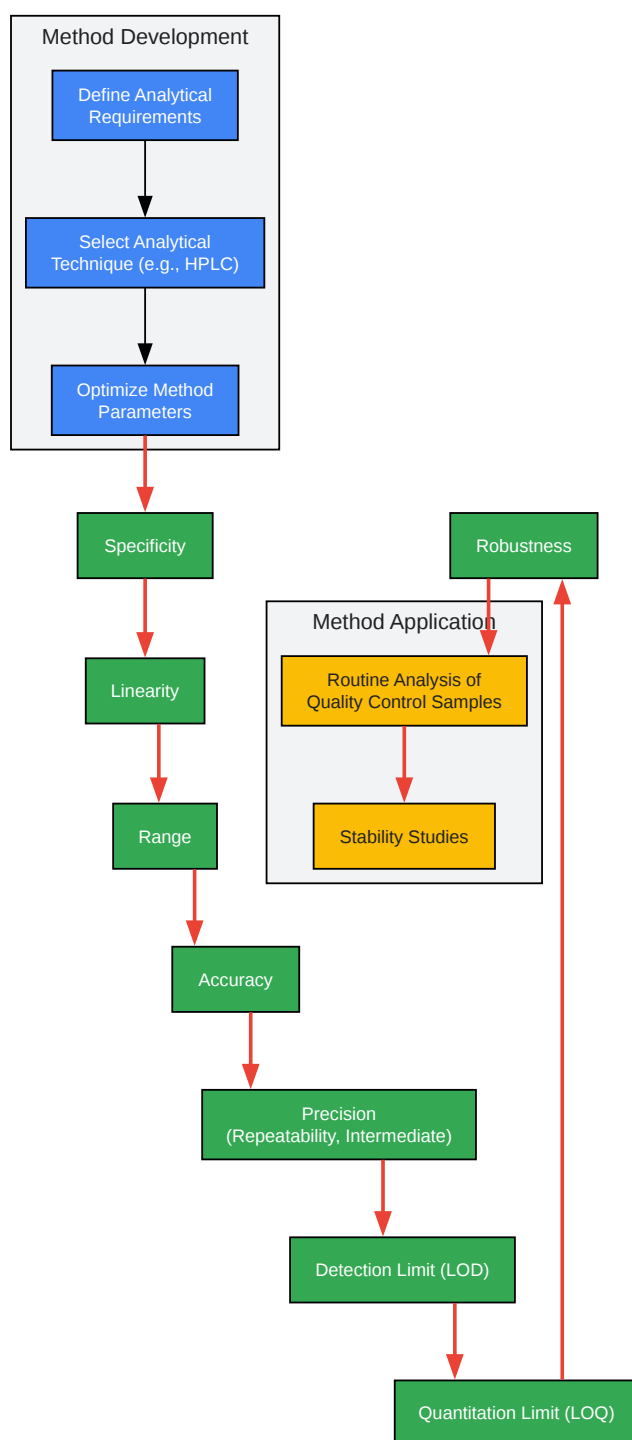 Method Development
Define Analytical
Requirements
Select Analytical
Technique (e.g., HPLC)
Optimize Method
Parameters
Specificity
Robustness
Method Application
Linearity
Routine Analysis of
Quality Control Samples
Range
Stability Studies
Accuracy
Precision
(Repeatability, Intermediate)
Detection Limit (LOD)
Quantitation Limit (LOQ)